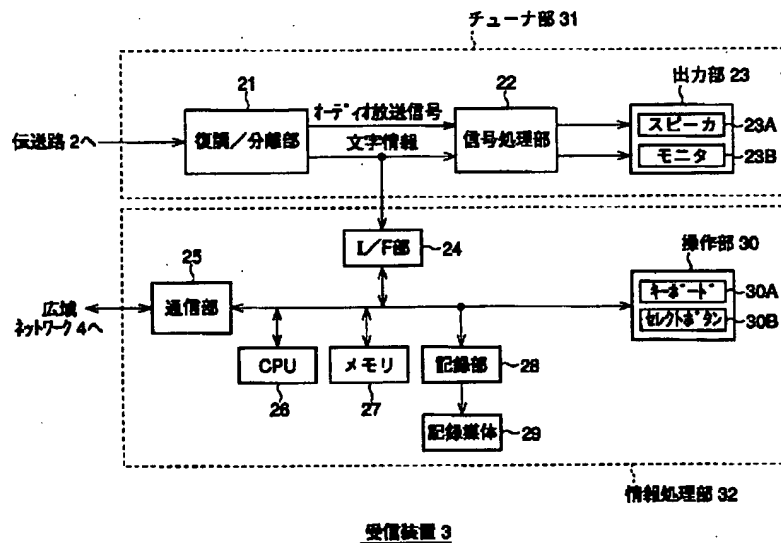 チューナ部 31
21
22
出力部 23
オーディオ放送信号
伝送路 2へ
復調/分離部
文字情報
信号処理部
スピーカ
23A
モニタ
23B
I/F部
24
操作部 30
25
キーボード
30A
広域
ネットワーク 4へ
通信部
セレクトボタン
30B
CPU
メモリ
記録部
28
26
27
記録媒体
29
情報処理部 32
受信装置 3